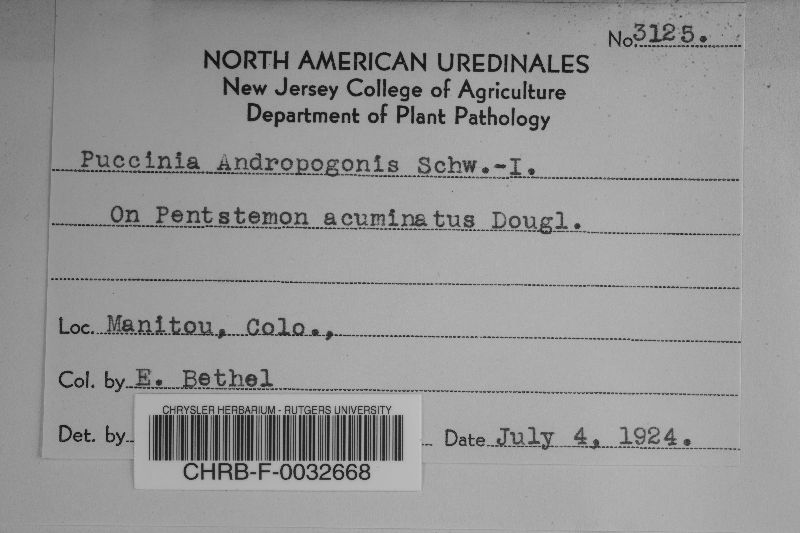 No. 3125.
NORTH AMERICAN UREDINALES
New Jersey College of Agriculture
Department of Plant Pathology
Puccinia Andropogonis Schw.-I.
On Pentstemon acuminatus Dougl.
Loc. Manitou, Colo.,
Col. by E. Bethel
Det. by
Date July 4, 1924.
CHRYSLER HERBARIUM - RUTGERS UNIVERSITY
CHRB-F-0032668